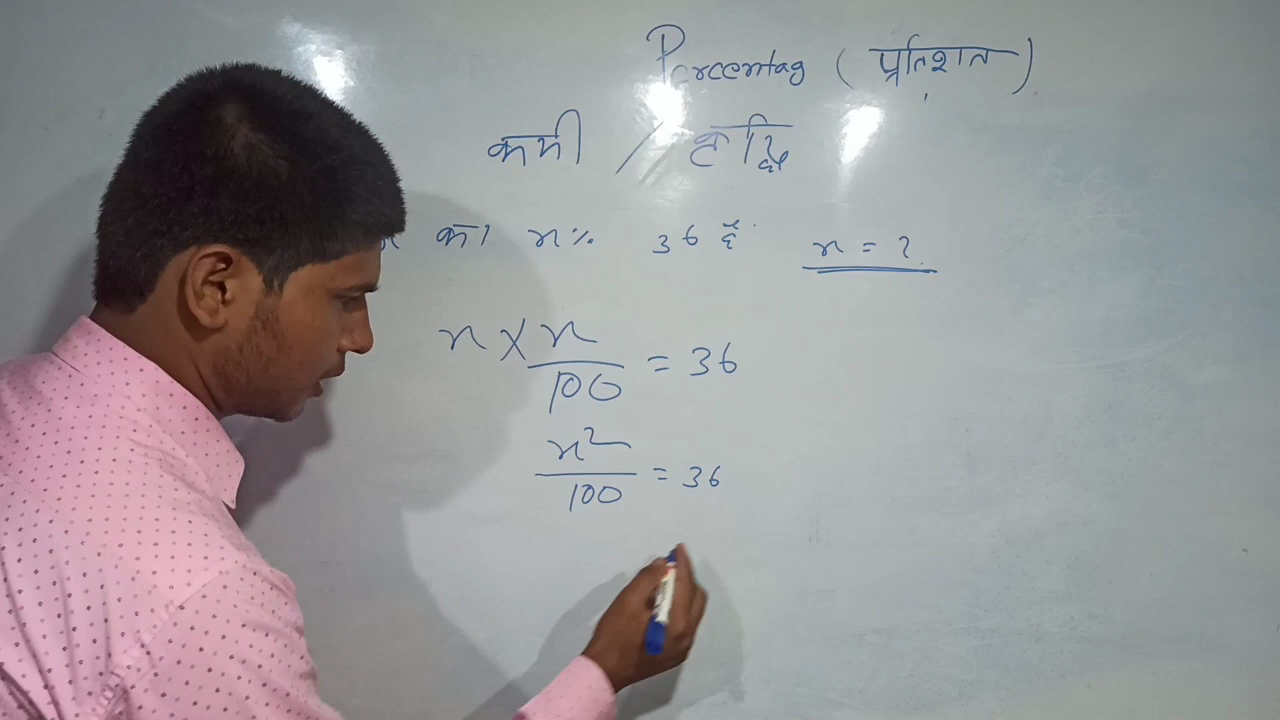 Percentag (प्रतिशत)
कमी / वृद्धि
का x% 36 है x = ?
x × x/100 = 36
x²/100 = 36